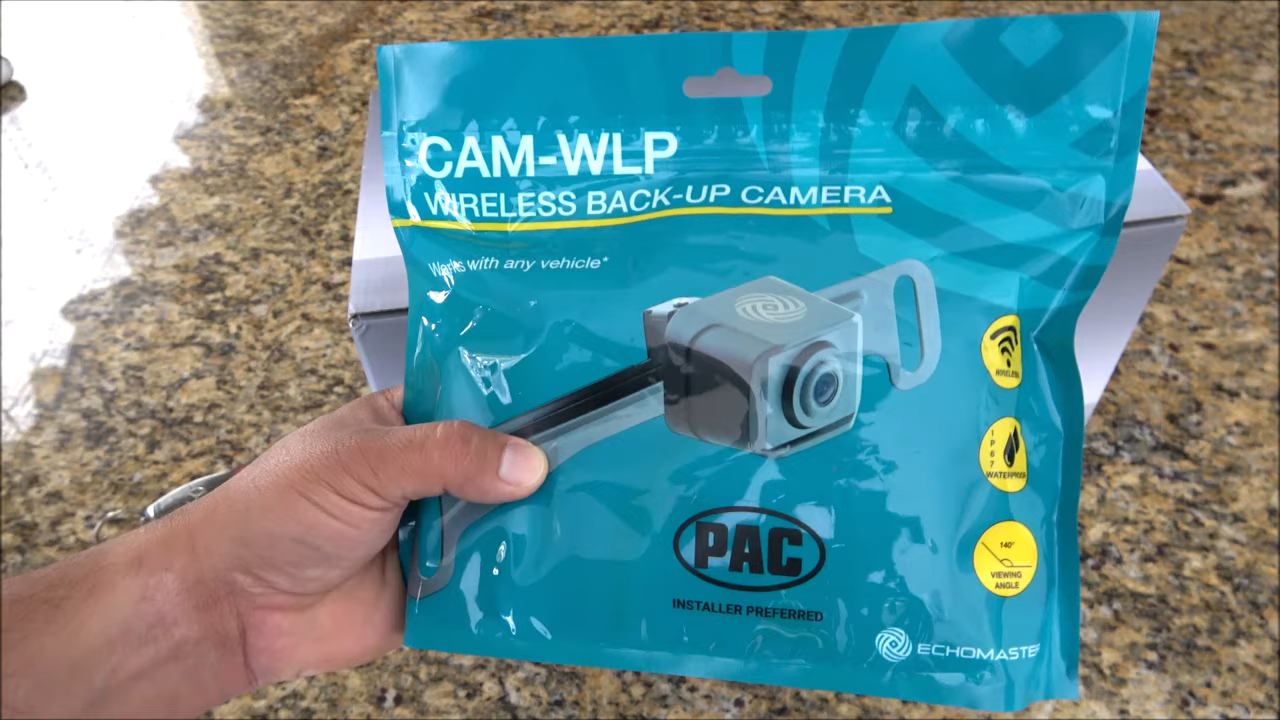 CAM-WLP
WIRELESS BACK-UP CAMERA
Works with any vehicle*
WIRELESS
IP67
WATERPROOF
140°
VIEWING
ANGLE
PAC
INSTALLER PREFERRED
ECHOMASTER